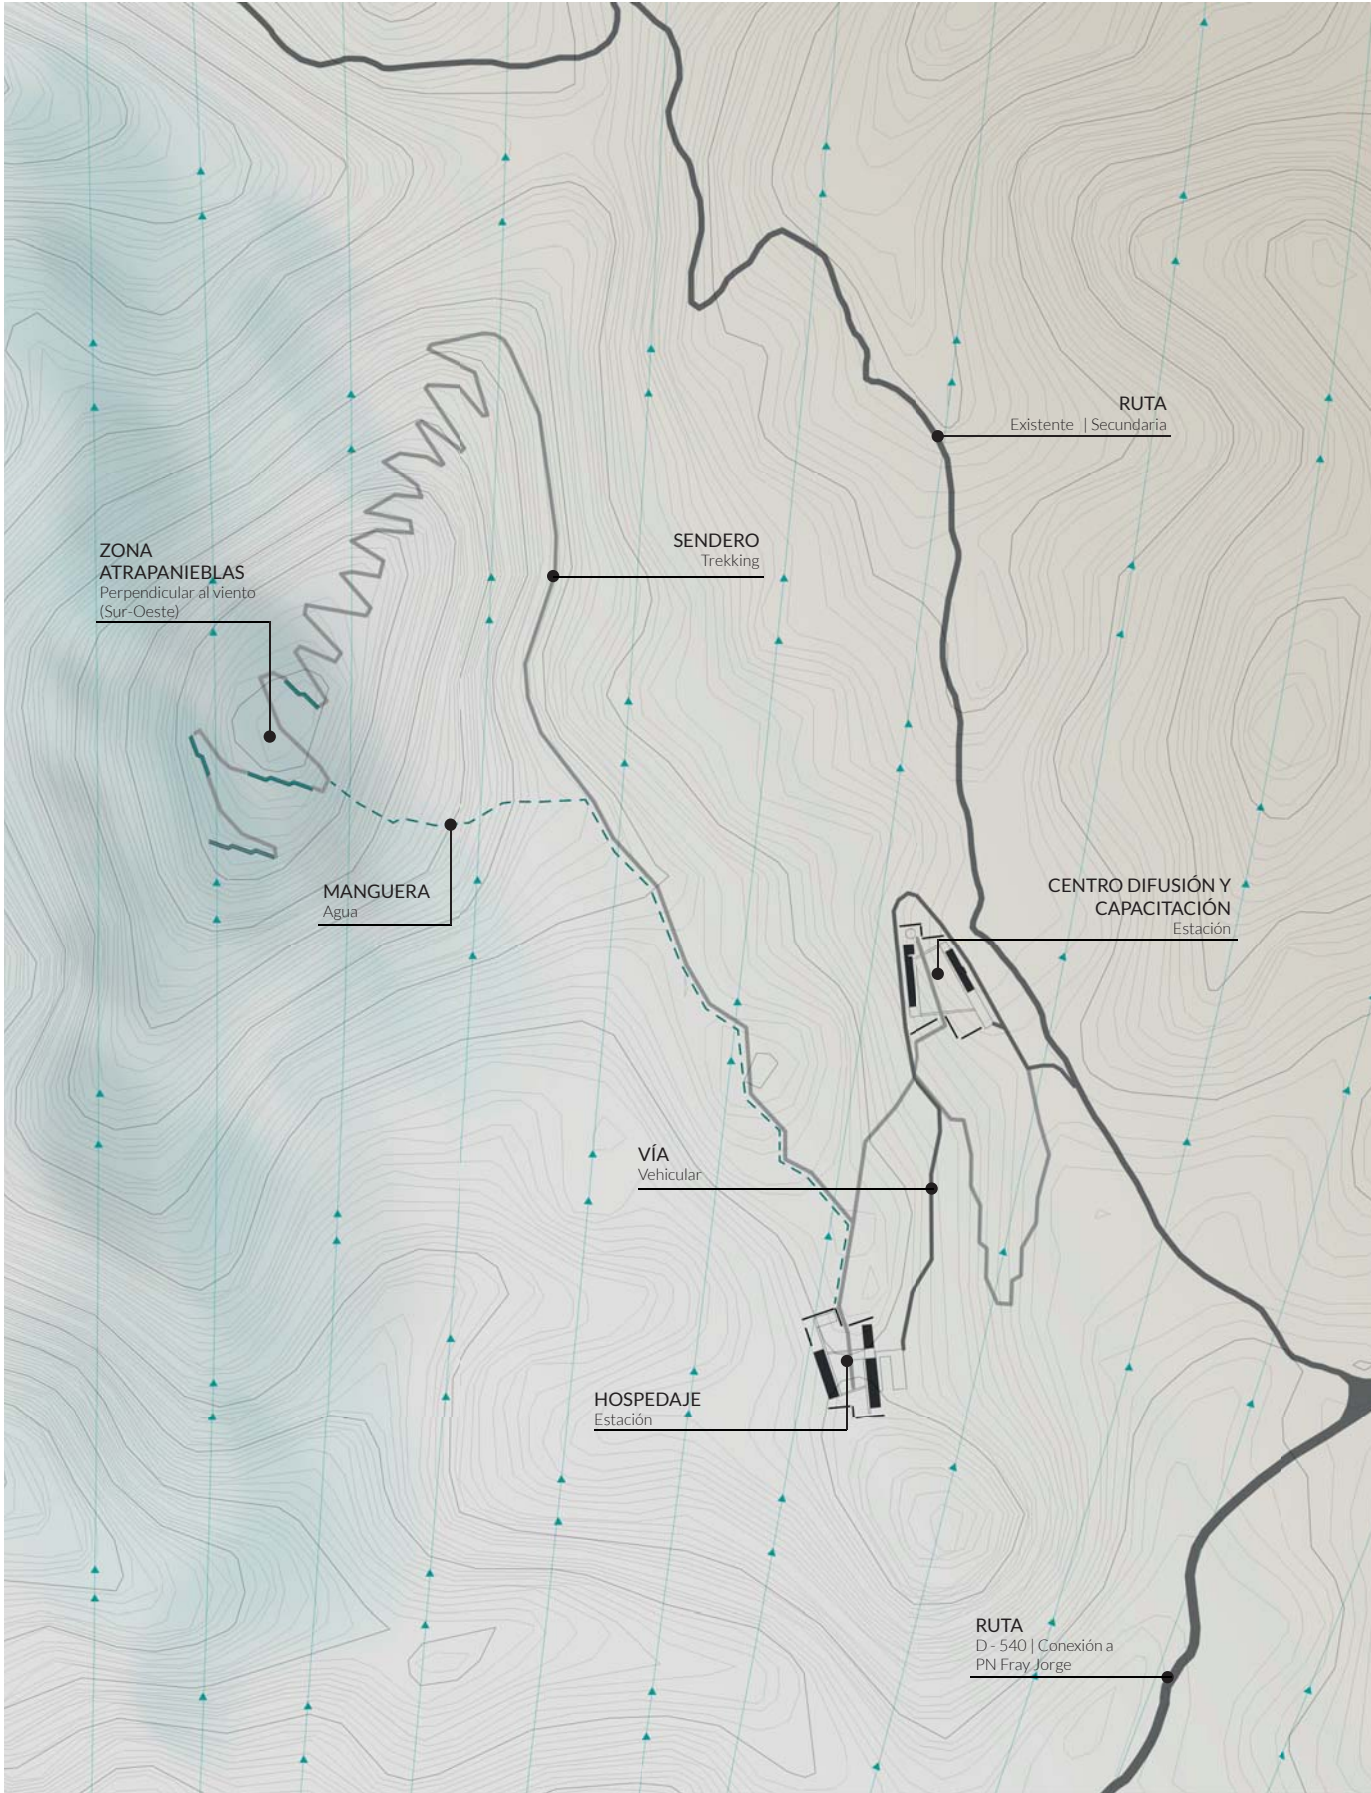 RUTA
Existente | Secundaria
SENDERO
Trekking
ZONA
ATRAPANIEBLAS
Perpendicular al viento
(Sur-Oeste)
MANGUERA
Agua
CENTRO DIFUSIÓN Y
CAPACITACIÓN
Estación
VÍA
Vehicular
HOSPEDAJE
Estación
RUTA
D - 540 | Conexión a
PN Fray Jorge